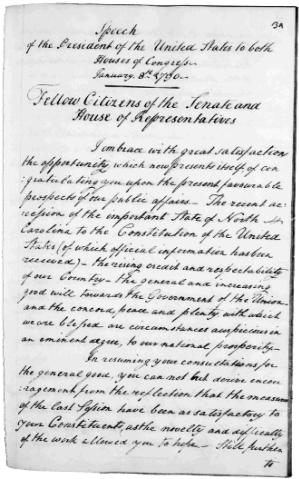 3A
Speech
of the President of the United States to both
Houses of Congress.
January. 8th 1790.
Fellow Citizens of the Senate and
House of Representatives
I embrace with great satisfaction
the opportunity, which now presents itself, of con
gratulating you upon the present favourable
prospects of our public affairs. The recent ac=
cession of the important State of North
Carolina to the Constitution of the United
States (of which official information has been
received) – the rising credit and respectability
of our Country – the general and increasing
good will towards the Government of the Union –
and the concord, peace and plenty, with which
we are blessed are circumstances auspicious in
an eminent degree, to our national prosperity –
In resuming your consultations for
the general good, you can not but derive encou
ragement from the reflection that the measures
of the last Session have been as satisfactory to
your Constituents, as the novelty and difficulty
of the work allowed you to hope – Still further
to